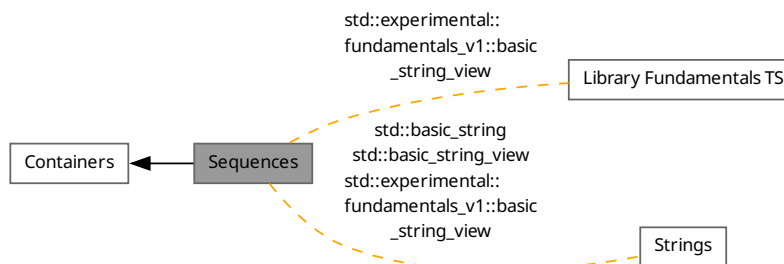 std::experimental::
fundamentals_v1::basic
_string_view
Library Fundamentals TS
std::basic_string
std::basic_string_view
Containers
Sequences
std::experimental::
fundamentals_v1::basic
_string_view
Strings